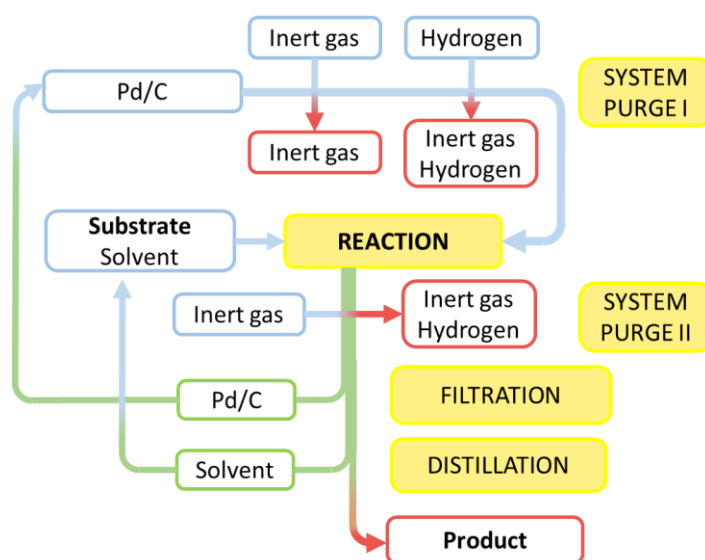 Inert gas
Hydrogen
SYSTEM
PURGE I
Pd/C
Inert gas
Inert gas
Hydrogen
Substrate
Solvent
REACTION
Inert gas
Inert gas
Hydrogen
SYSTEM
PURGE II
Pd/C
FILTRATION
Solvent
DISTILLATION
Product